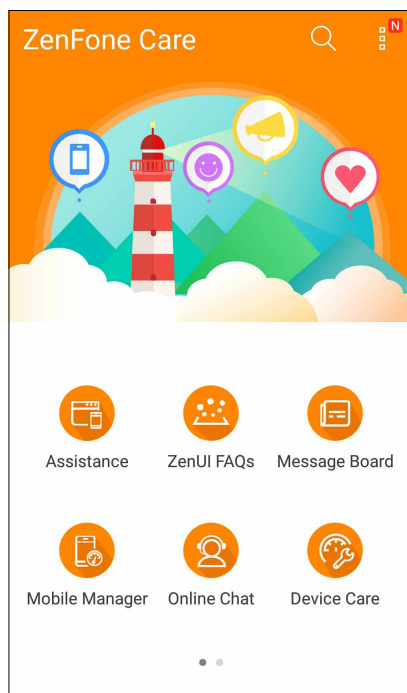 ZenFone Care
N
Assistance ZenUI FAQs Message Board
Mobile Manager Online Chat Device Care